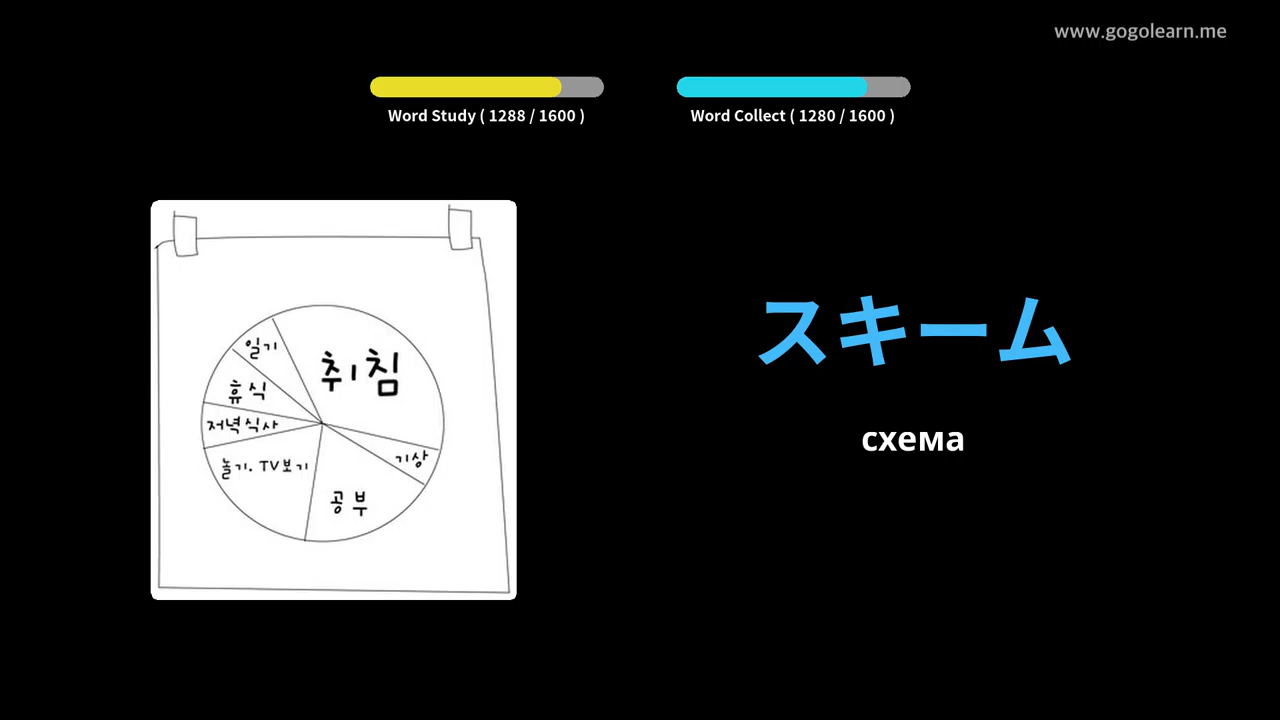 www.gogolearn.me
Word Study ( 1288 / 1600 )
Word Collect ( 1280 / 1600 )
일기
취침
휴식
저녁식사
기상
놀기. TV보기
공부
スキーム
схема